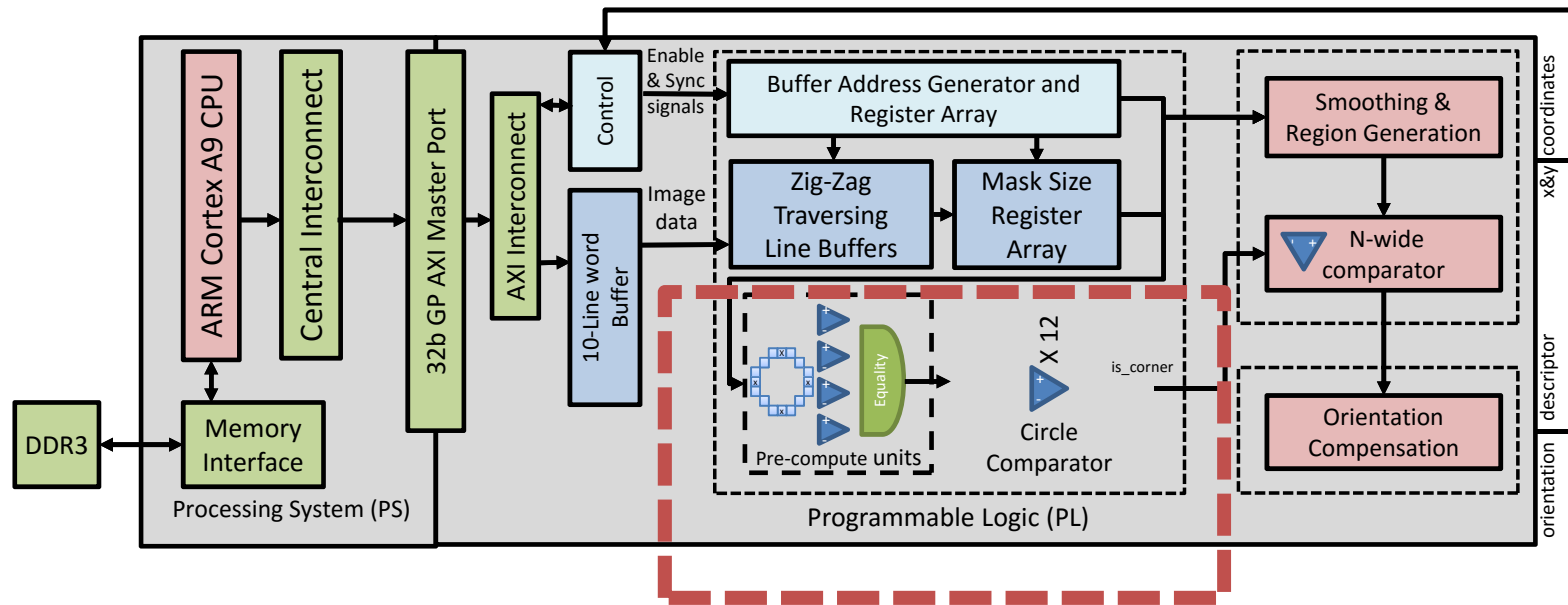 DDR3
ARM Cortex A9 CPU
Central Interconnect
Memory
Interface
Processing System (PS)
32b GP AXI Master Port
AXI Interconnect
Control
10-Line word
Buffer
Enable
& Sync
signals
Image
data
Buffer Address Generator and
Register Array
Zig-Zag
Traversing
Line Buffers
Mask Size
Register
Array
x
x
x
x
+
-
+
-
+
-
+
-
Equality
Pre-compute units
X 12
+
-
Circle
Comparator
is_corner
Programmable Logic (PL)
Smoothing &
Region Generation
- +
N-wide
comparator
Orientation
Compensation
x&y coordinates
orientation descriptor